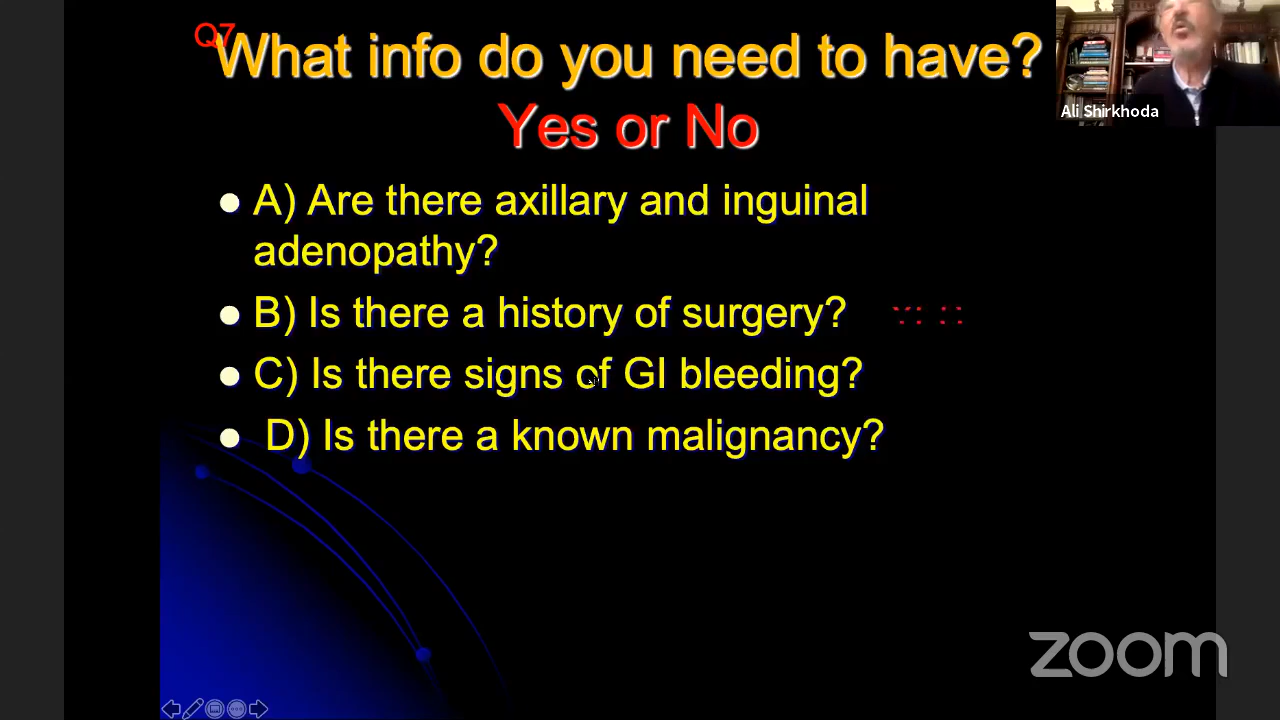 Q7
What info do you need to have?
Yes or No
A) Are there axillary and inguinal
adenopathy?
B) Is there a history of surgery?
C) Is there signs of GI bleeding?
D) Is there a known malignancy?
Ali Shirkhoda
zoom